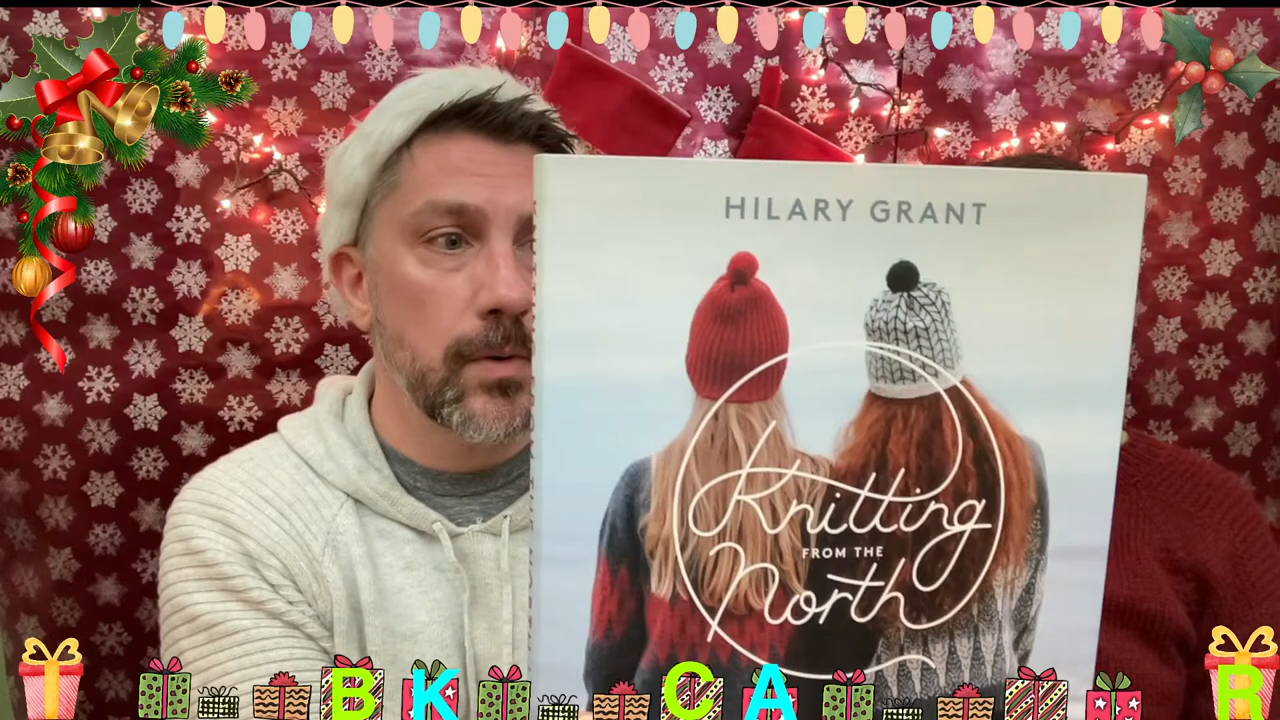 HILARY GRANT
Knitting
FROM THE
North
B K C A R